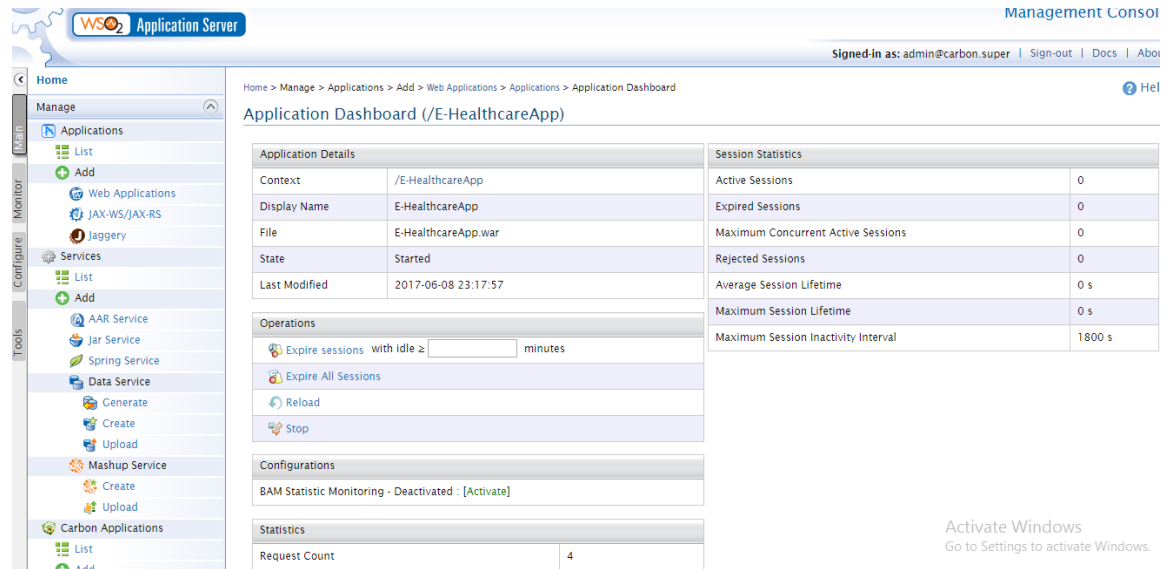 Management Consol
WSO2 Application Server
Signed-in as: admin@carbon.super | Sign-out | Docs | Abou
Main
Monitor
Configure
Tools
Home
Manage
Applications
List
Add
Web Applications
JAX-WS/JAX-RS
Jaggery
Services
List
Add
AAR Service
Jar Service
Spring Service
Data Service
Generate
Create
Upload
Mashup Service
Create
Upload
Carbon Applications
List
Add
Home > Manage > Applications > Add > Web Applications > Applications > Application Dashboard
Hel
Application Dashboard (/E-HealthcareApp)
Application Details
Context /E-HealthcareApp
Display Name E-HealthcareApp
File E-HealthcareApp.war
State Started
Last Modified 2017-06-08 23:17:57
Operations
Expire sessions with idle ≥ minutes
Expire All Sessions
Reload
Stop
Configurations
BAM Statistic Monitoring - Deactivated : [Activate]
Statistics
Request Count 4
Session Statistics
Active Sessions 0
Expired Sessions 0
Maximum Concurrent Active Sessions 0
Rejected Sessions 0
Average Session Lifetime 0 s
Maximum Session Lifetime 0 s
Maximum Session Inactivity Interval 1800 s
Activate Windows
Go to Settings to activate Windows.